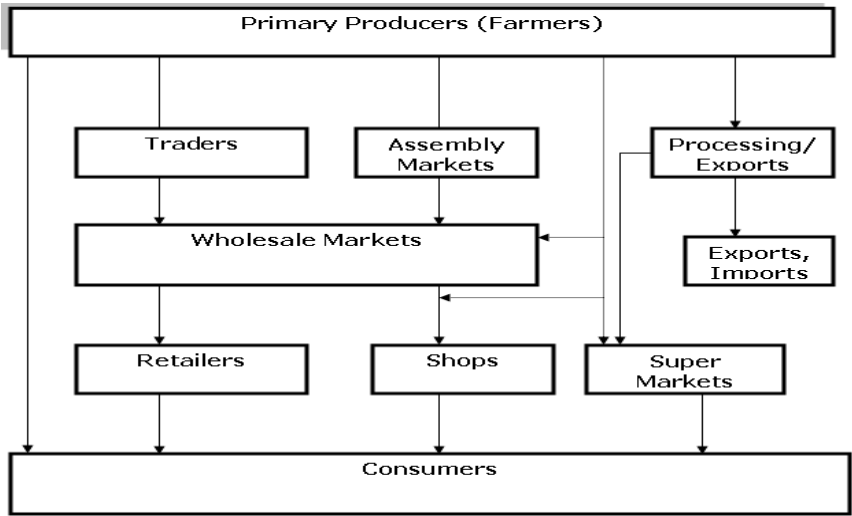 Primary Producers (Farmers)
Traders
Assembly
Markets
Processing/
Exports
Wholesale Markets
Exports,
Imports
Retailers
Shops
Super
Markets
Consumers